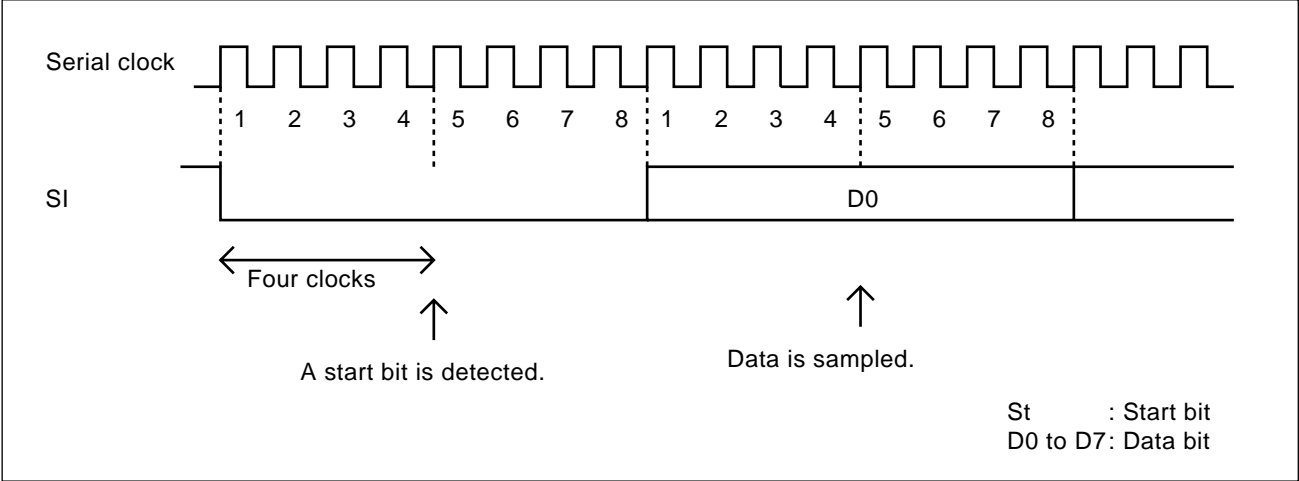 Serial clock
1 2 3 4 5 6 7 8 1 2 3 4 5 6 7 8
SI
D0
Four clocks
A start bit is detected.
Data is sampled.
St : Start bit
D0 to D7 : Data bit